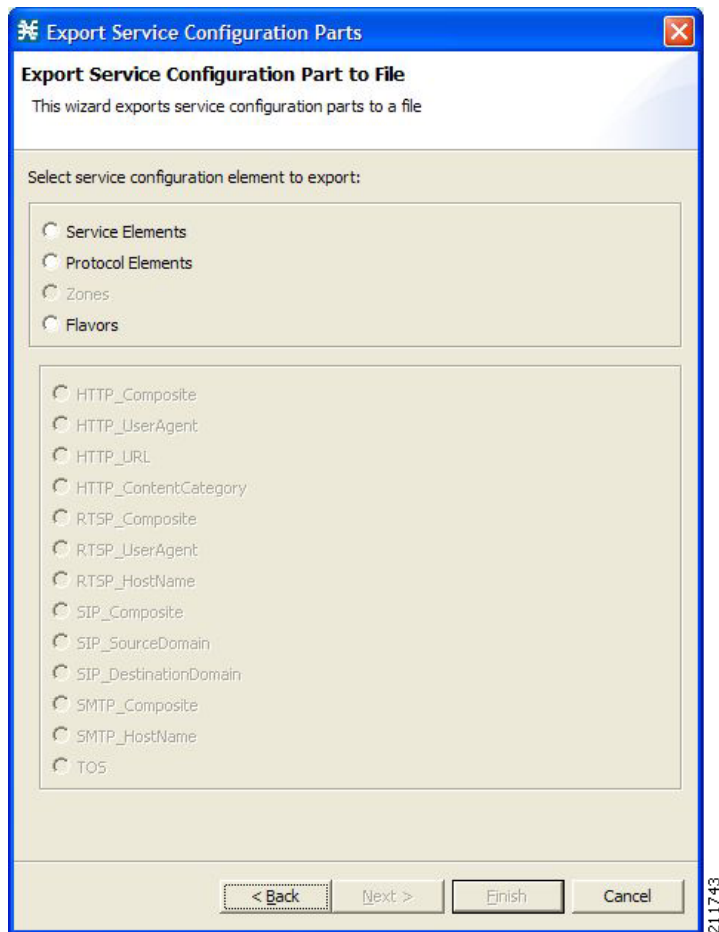 Export Service Configuration Parts
Export Service Configuration Part to File
This wizard exports service configuration parts to a file
Select service configuration element to export:
Service Elements
Protocol Elements
Zones
Flavors
HTTP_Composite
HTTP_UserAgent
HTTP_URL
HTTP_ContentCategory
RTSP_Composite
RTSP_UserAgent
RTSP_HostName
SIP_Composite
SIP_SourceDomain
SIP_DestinationDomain
SMTP_Composite
SMTP_HostName
TOS
< Back
Next >
Finish
Cancel
211743